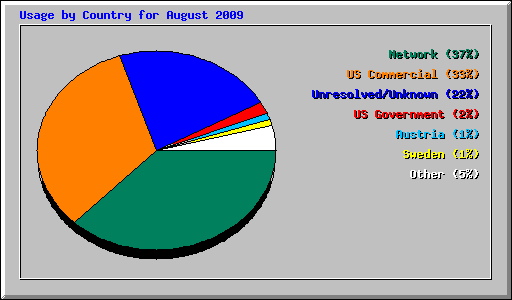 Usage by Country for August 2009
Network (37%)
US Commercial (33%)
Unresolved/Unknown (22%)
US Government (2%)
Austria (1%)
Sweden (1%)
Other (5%)